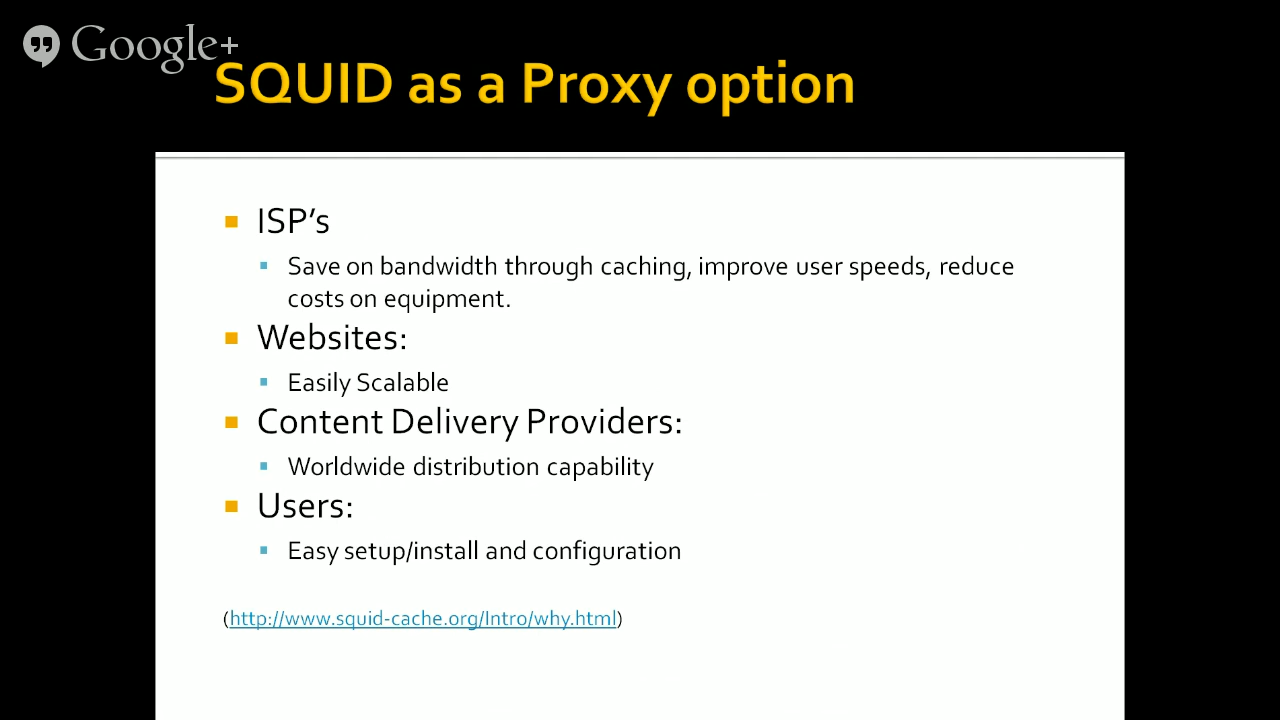 Google+
SQUID as a Proxy option
ISP's
Save on bandwidth through caching, improve user speeds, reduce
costs on equipment.
Websites:
Easily Scalable
Content Delivery Providers:
Worldwide distribution capability
Users:
Easy setup/install and configuration
(http://www.squid-cache.org/Intro/why.html)